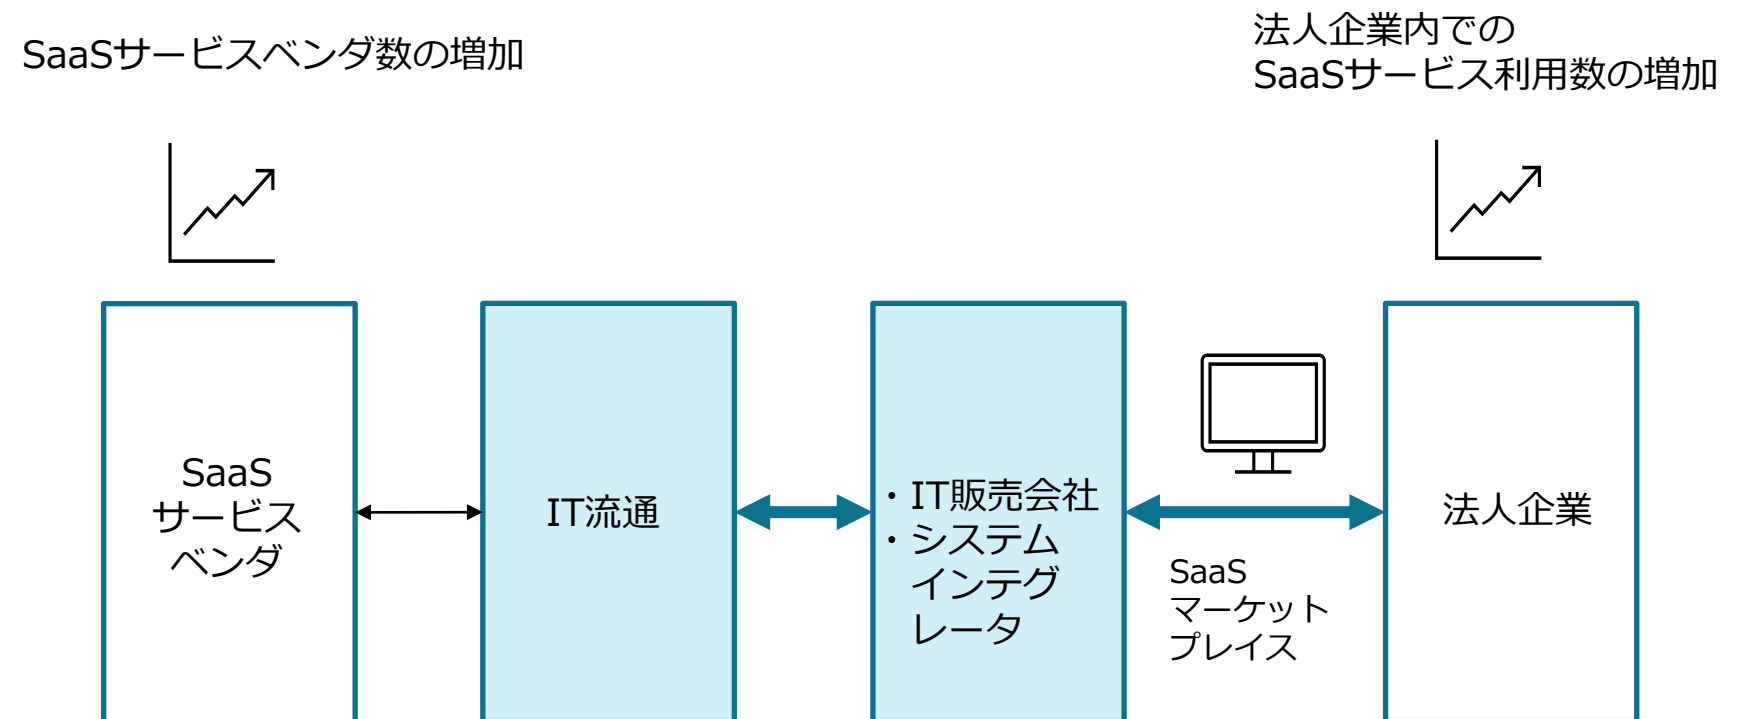 SaaSサービスベンダ数の増加
法人企業内での
SaaSサービス利用数の増加
SaaS
サービス
ベンダ
IT流通
・IT販売会社
・システム
インテグ
レータ
SaaS
マーケット
プレイス
法人企業